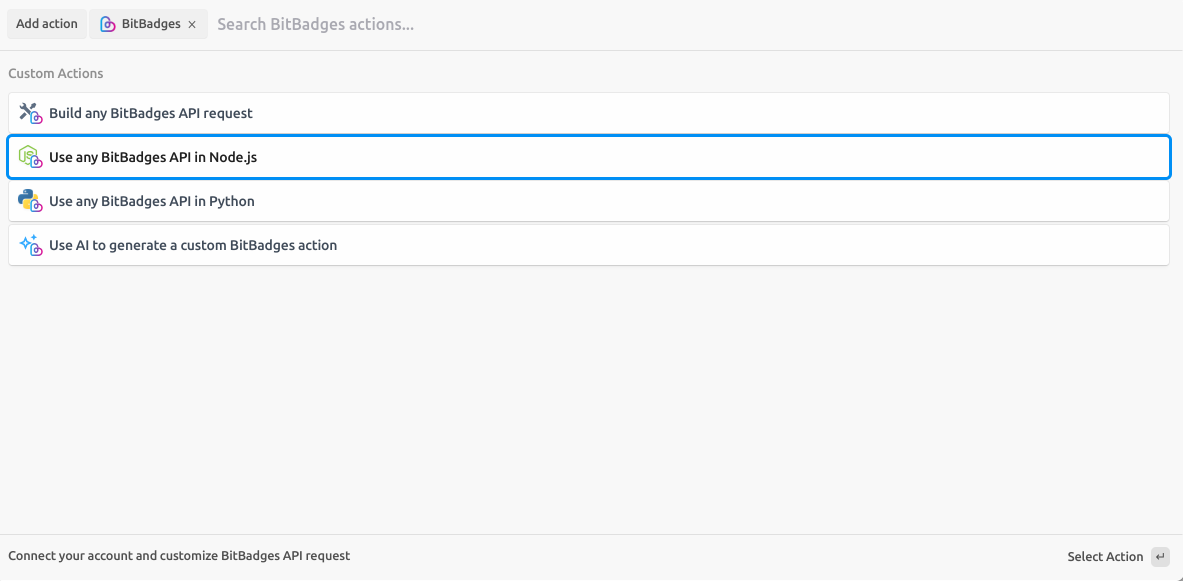 Add action BitBadges × Search BitBadges actions...
Custom Actions
Build any BitBadges API request
Use any BitBadges API in Node.js
Use any BitBadges API in Python
Use AI to generate a custom BitBadges action
Connect your account and customize BitBadges API request Select Action ↵